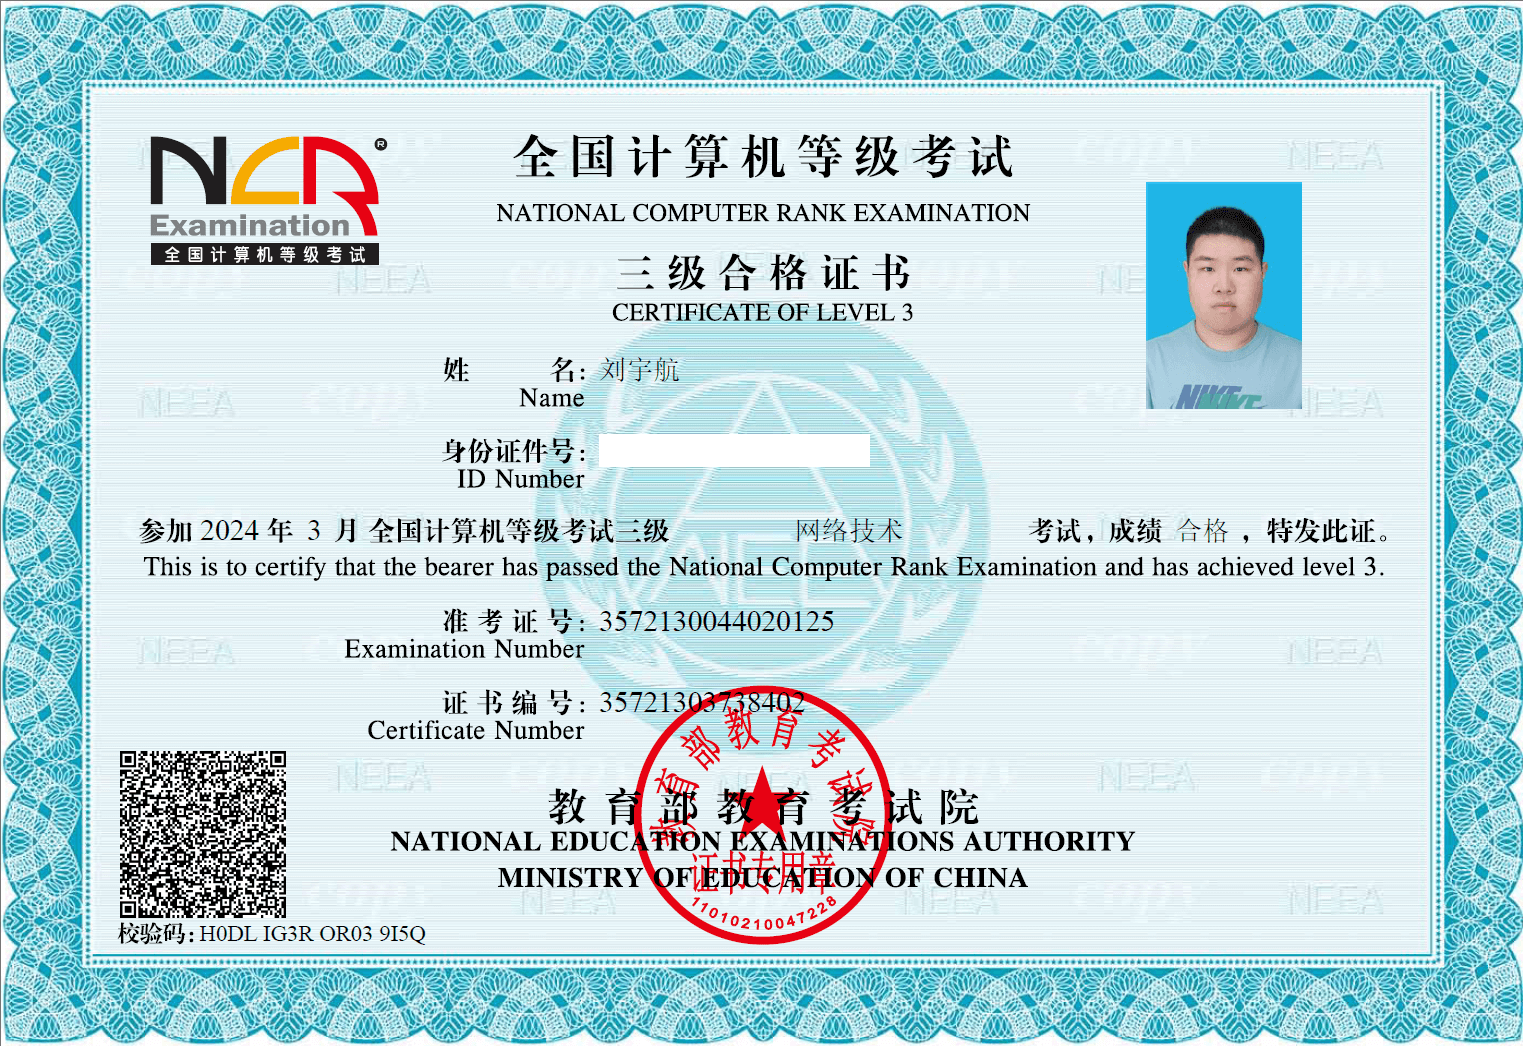 NCR®
Examination
全国计算机等级考试
全国计算机等级考试
NATIONAL COMPUTER RANK EXAMINATION
三级合格证书
CERTIFICATE OF LEVEL 3
姓 名: 刘宇航
Name
身份证件号:
ID Number
参加 2024 年 3 月 全国计算机等级考试三级 网络技术 考试, 成绩 合格 , 特发此证。
This is to certify that the bearer has passed the National Computer Rank Examination and has achieved level 3.
准考证号: 3572130044020125
Examination Number
证书编号: 35721303738402
Certificate Number
教育部教育考试院
NATIONAL EDUCATION EXAMINATIONS AUTHORITY
MINISTRY OF EDUCATION OF CHINA
教育部教育考试院
证书专用章
11010210047228
校验码: H0DL IG3R OR03 9I5Q
NEEA
copy
NIKE